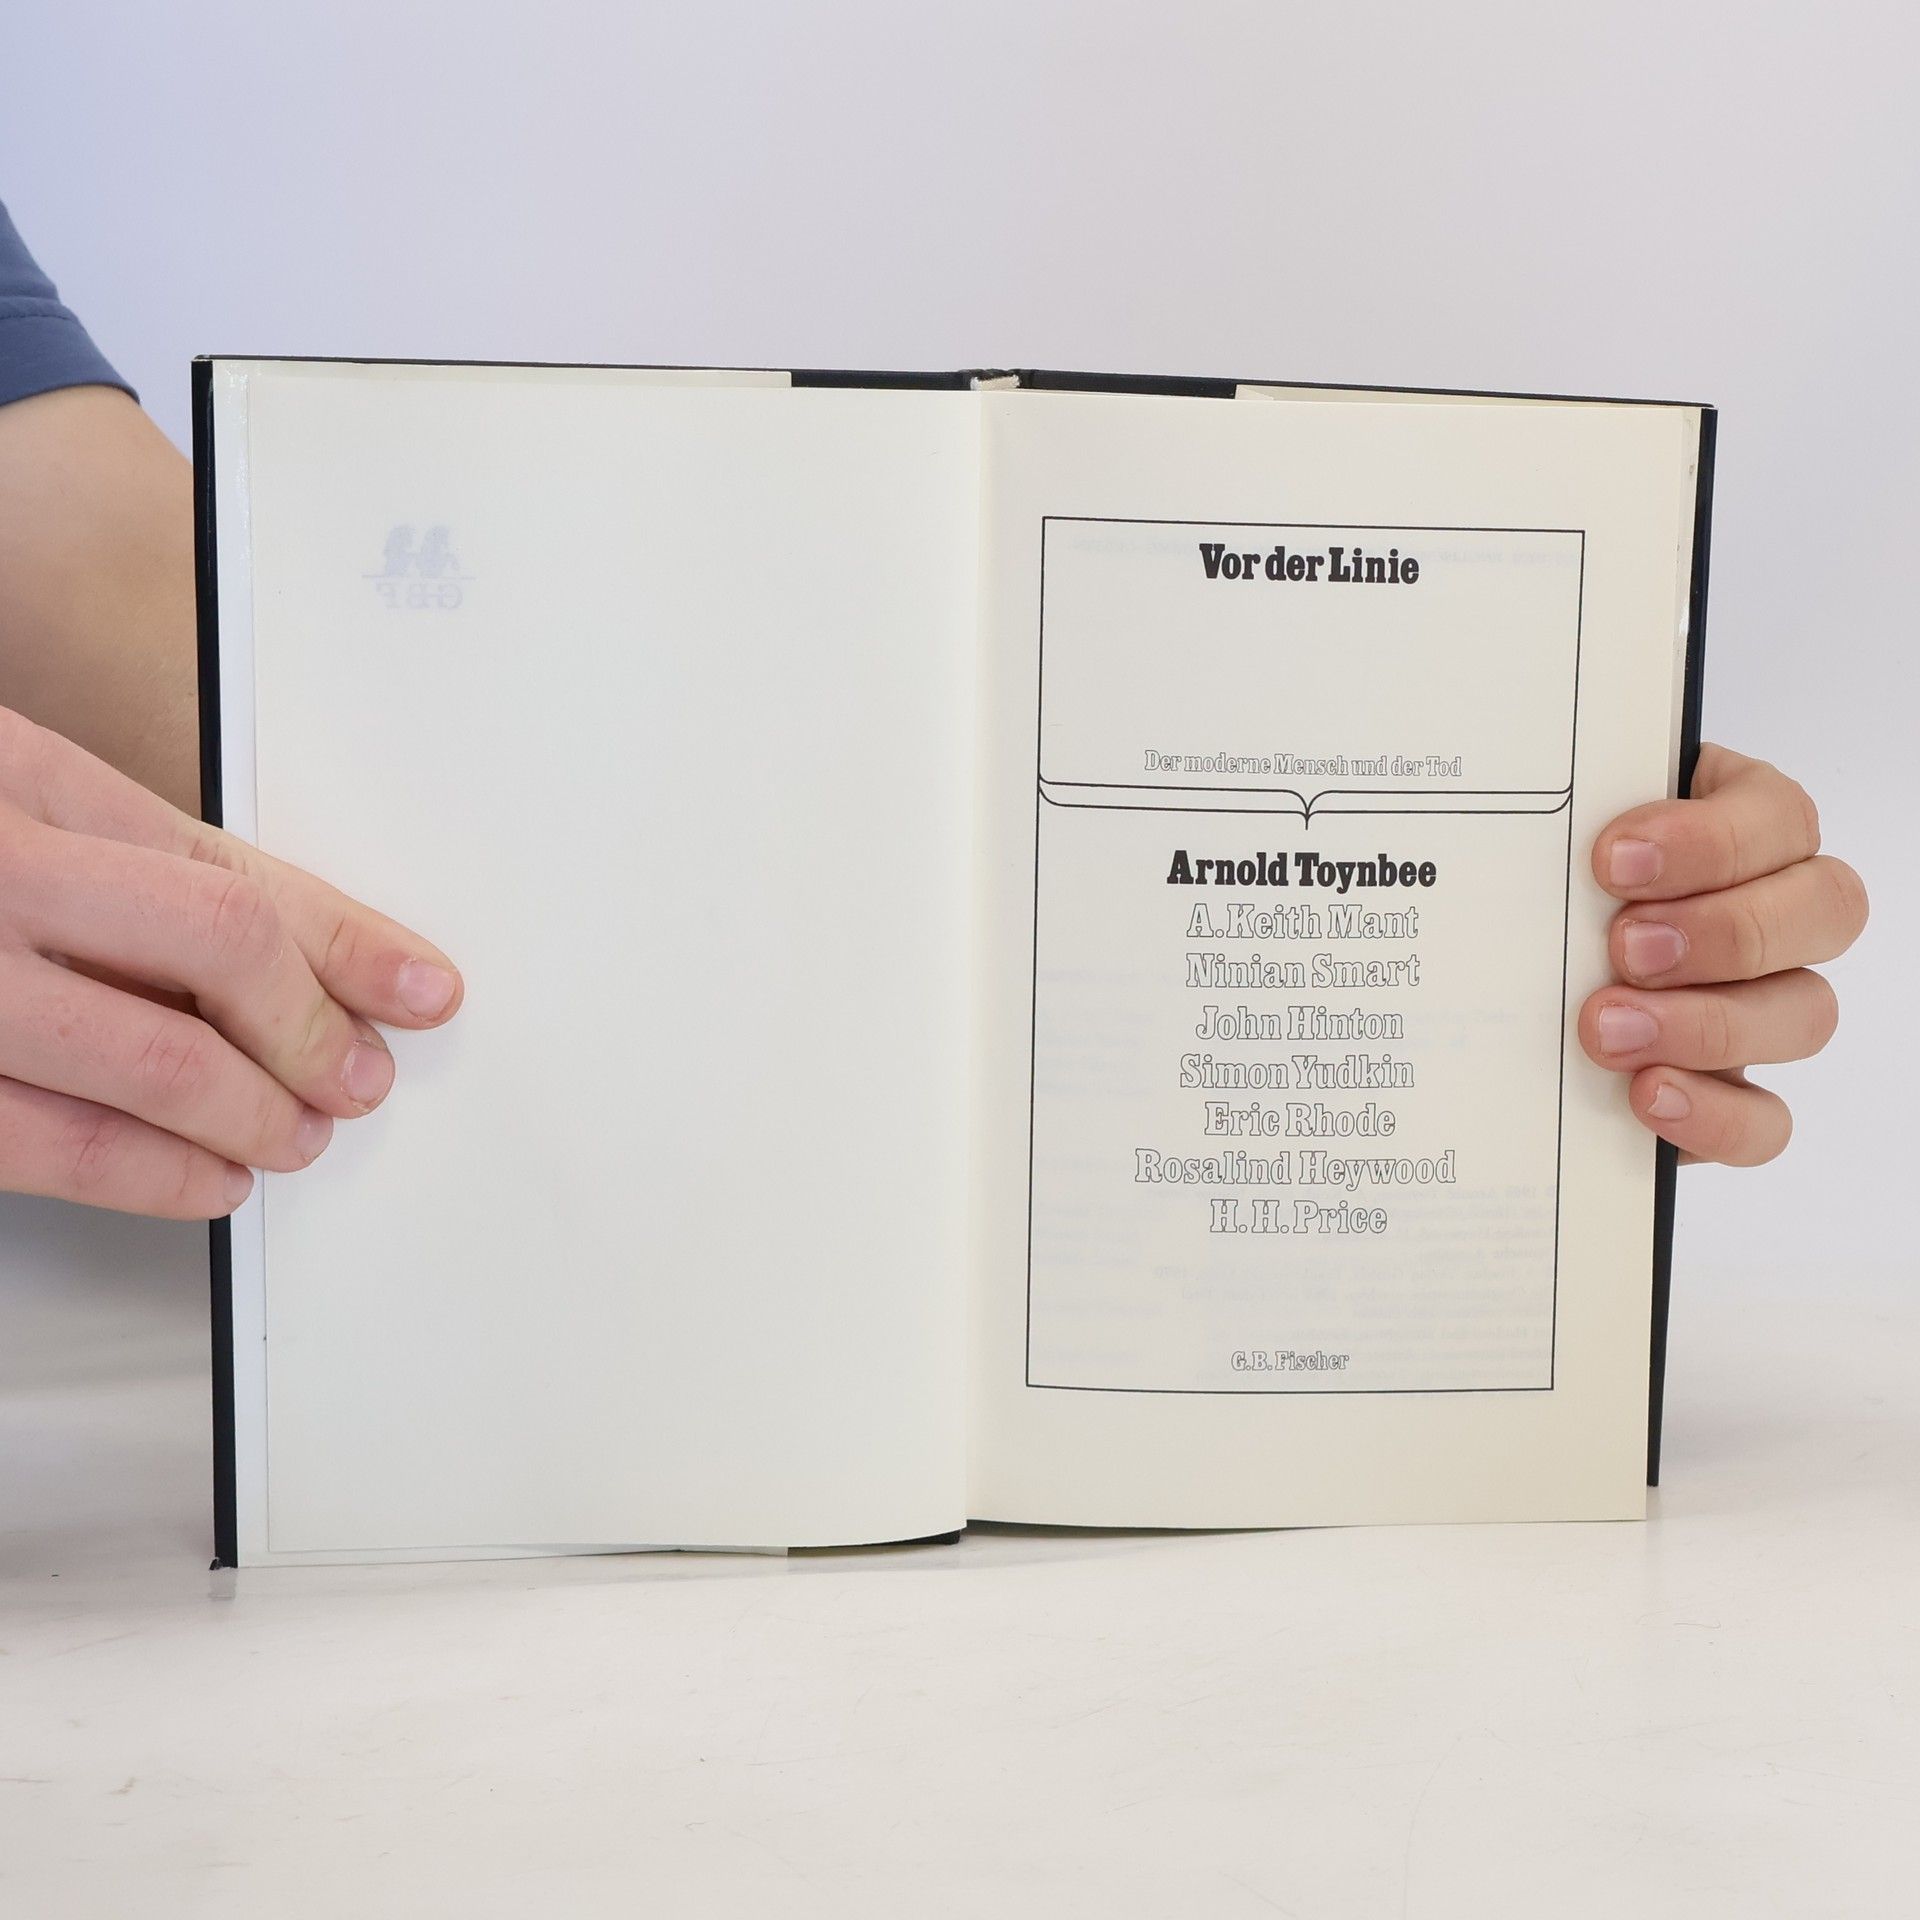 GBF
Vor der Linie
Der moderne Mensch und der Tod
Arnold Toynbee
A. Keith Mant
Ninian Smart
John Hinton
Simon Yudkin
Eric Rhode
Rosalind Heywood
H. H. Price
G.B. Fischer